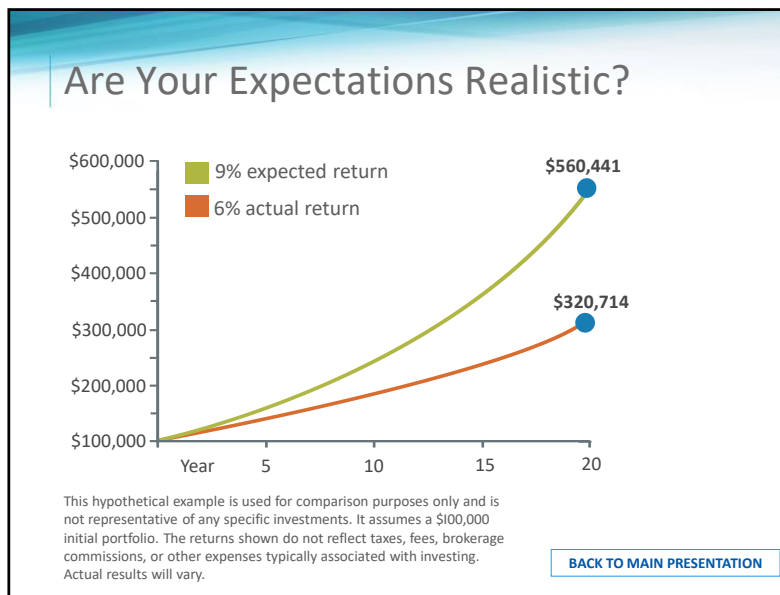 Are Your Expectations Realistic?
$600,000
$500,000
$400,000
$300,000
$200,000
$100,000
9% expected return
6% actual return
$560,441
$320,714
Year
5
10
15
20
This hypothetical example is used for comparison purposes only and is
not representative of any specific investments. It assumes a $I00,000
initial portfolio. The returns shown do not reflect taxes, fees, brokerage
commissions, or other expenses typically associated with investing.
Actual results will vary.
BACK TO MAIN PRESENTATION